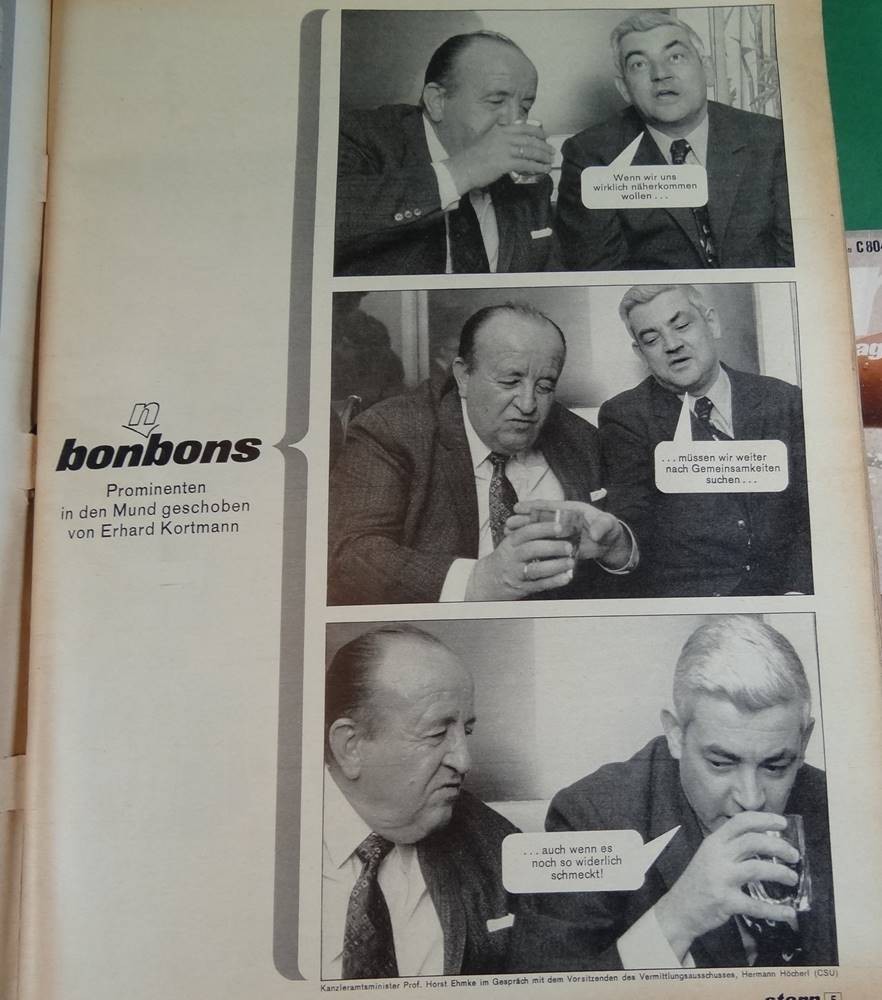 Wenn wir uns
wirklich näherkommen
wollen . . .
. . . müssen wir weiter
nach Gemeinsamkeiten
suchen . . .
n
bonbons
Prominenten
in den Mund geschoben
von Erhard Kortmann
. . . auch wenn es
noch so widerlich
schmeckt!
Kanzleramtsminister Prof. Horst Ehmke im Gespräch mit dem Vorsitzenden des Vermittlungsausschusses, Hermann Höcherl (CSU)
stern 5
C 804
ag